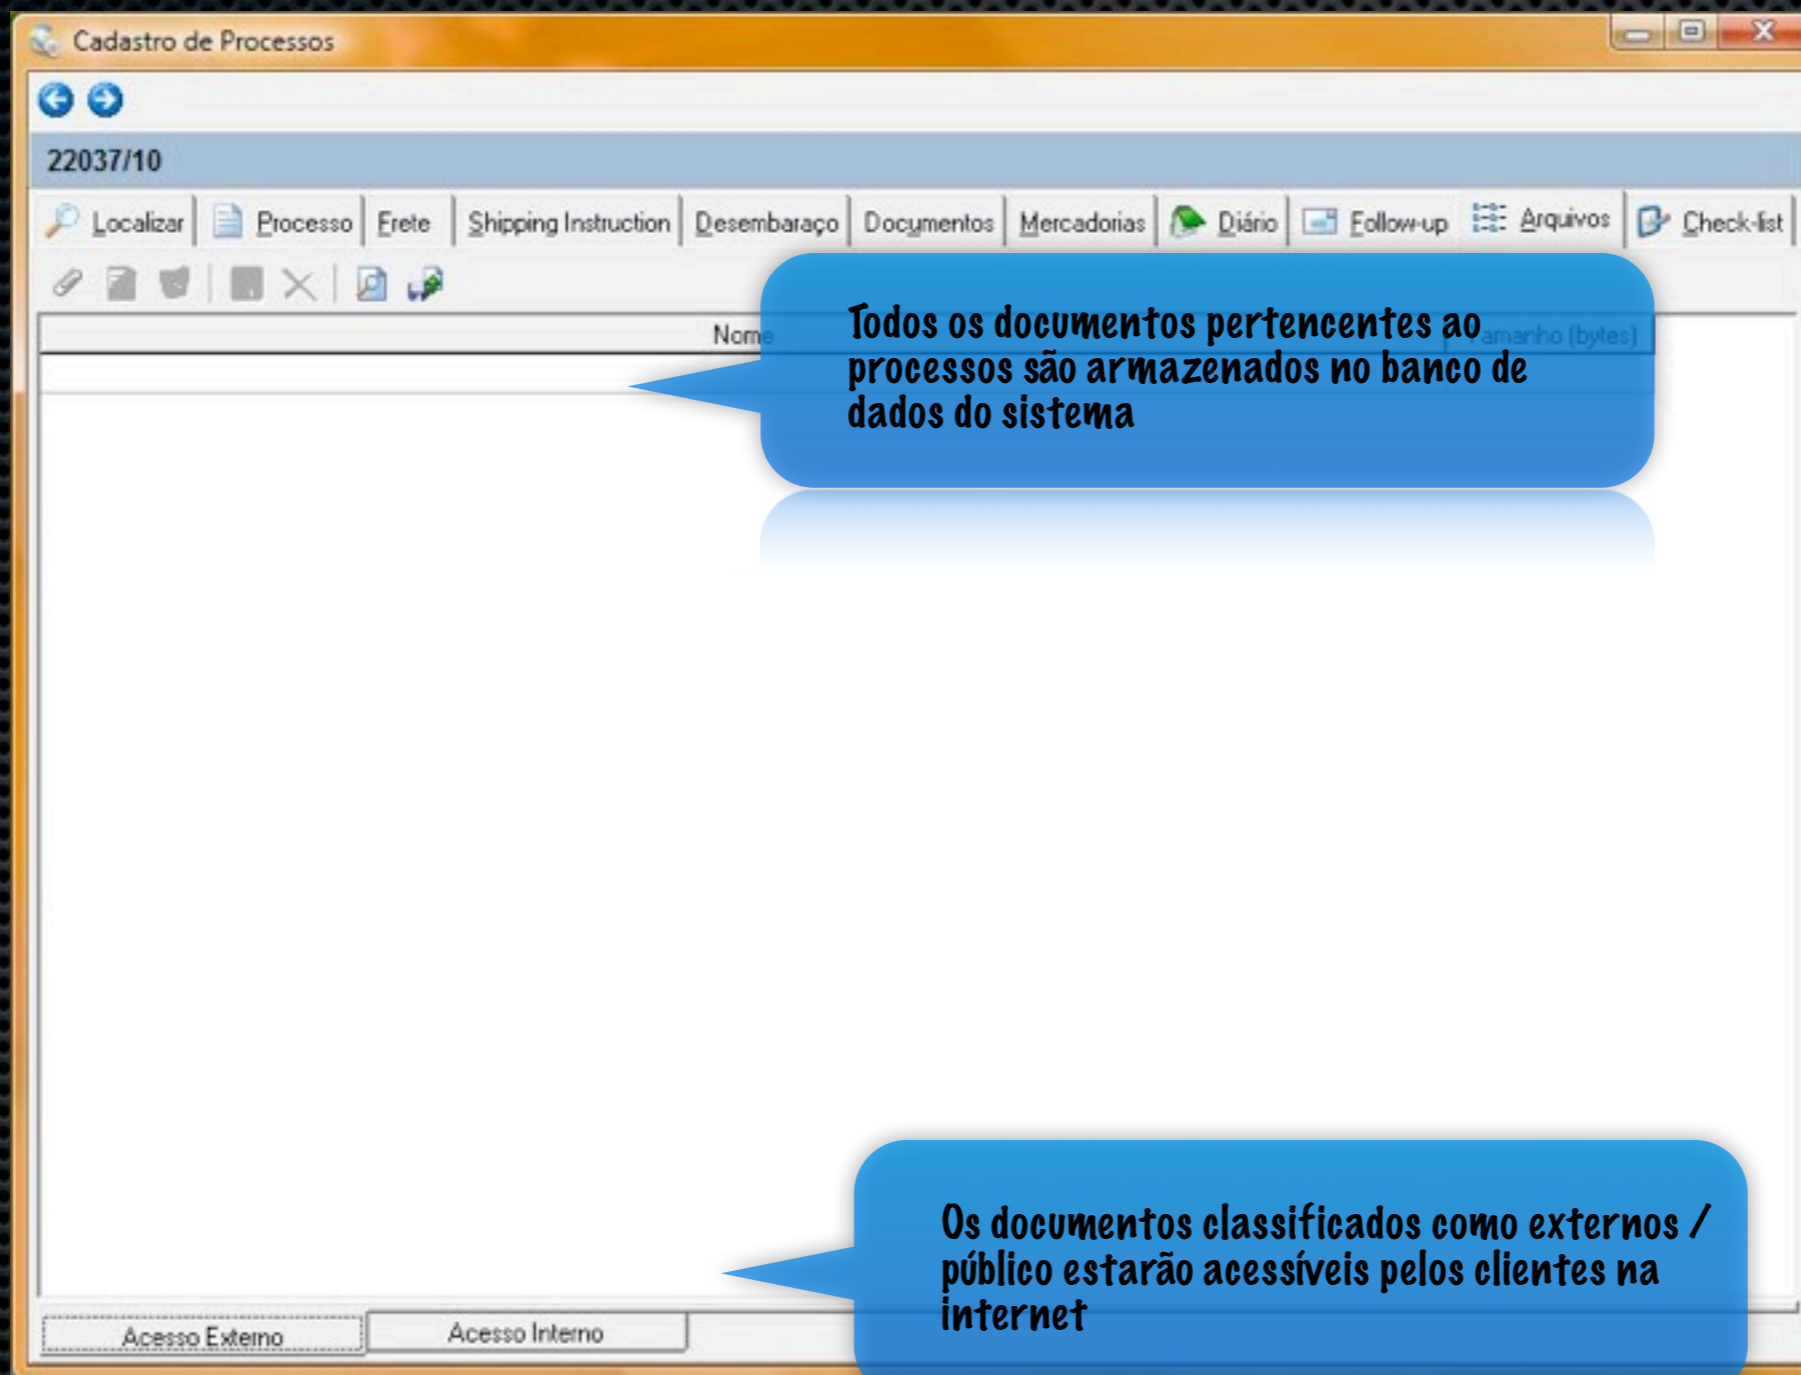 Cadastro de Processos
22037/10
Localizar Processo Frete Shipping Instruction Desembaraço Documentos Mercadorias Diário Follow-up Arquivos Check-list
Nome Tamanho (bytes)
Todos os documentos pertencentes ao
processos são armazenados no banco de
dados do sistema
Os documentos classificados como externos /
público estarão acessíveis pelos clientes na
internet
Acesso Externo Acesso Interno